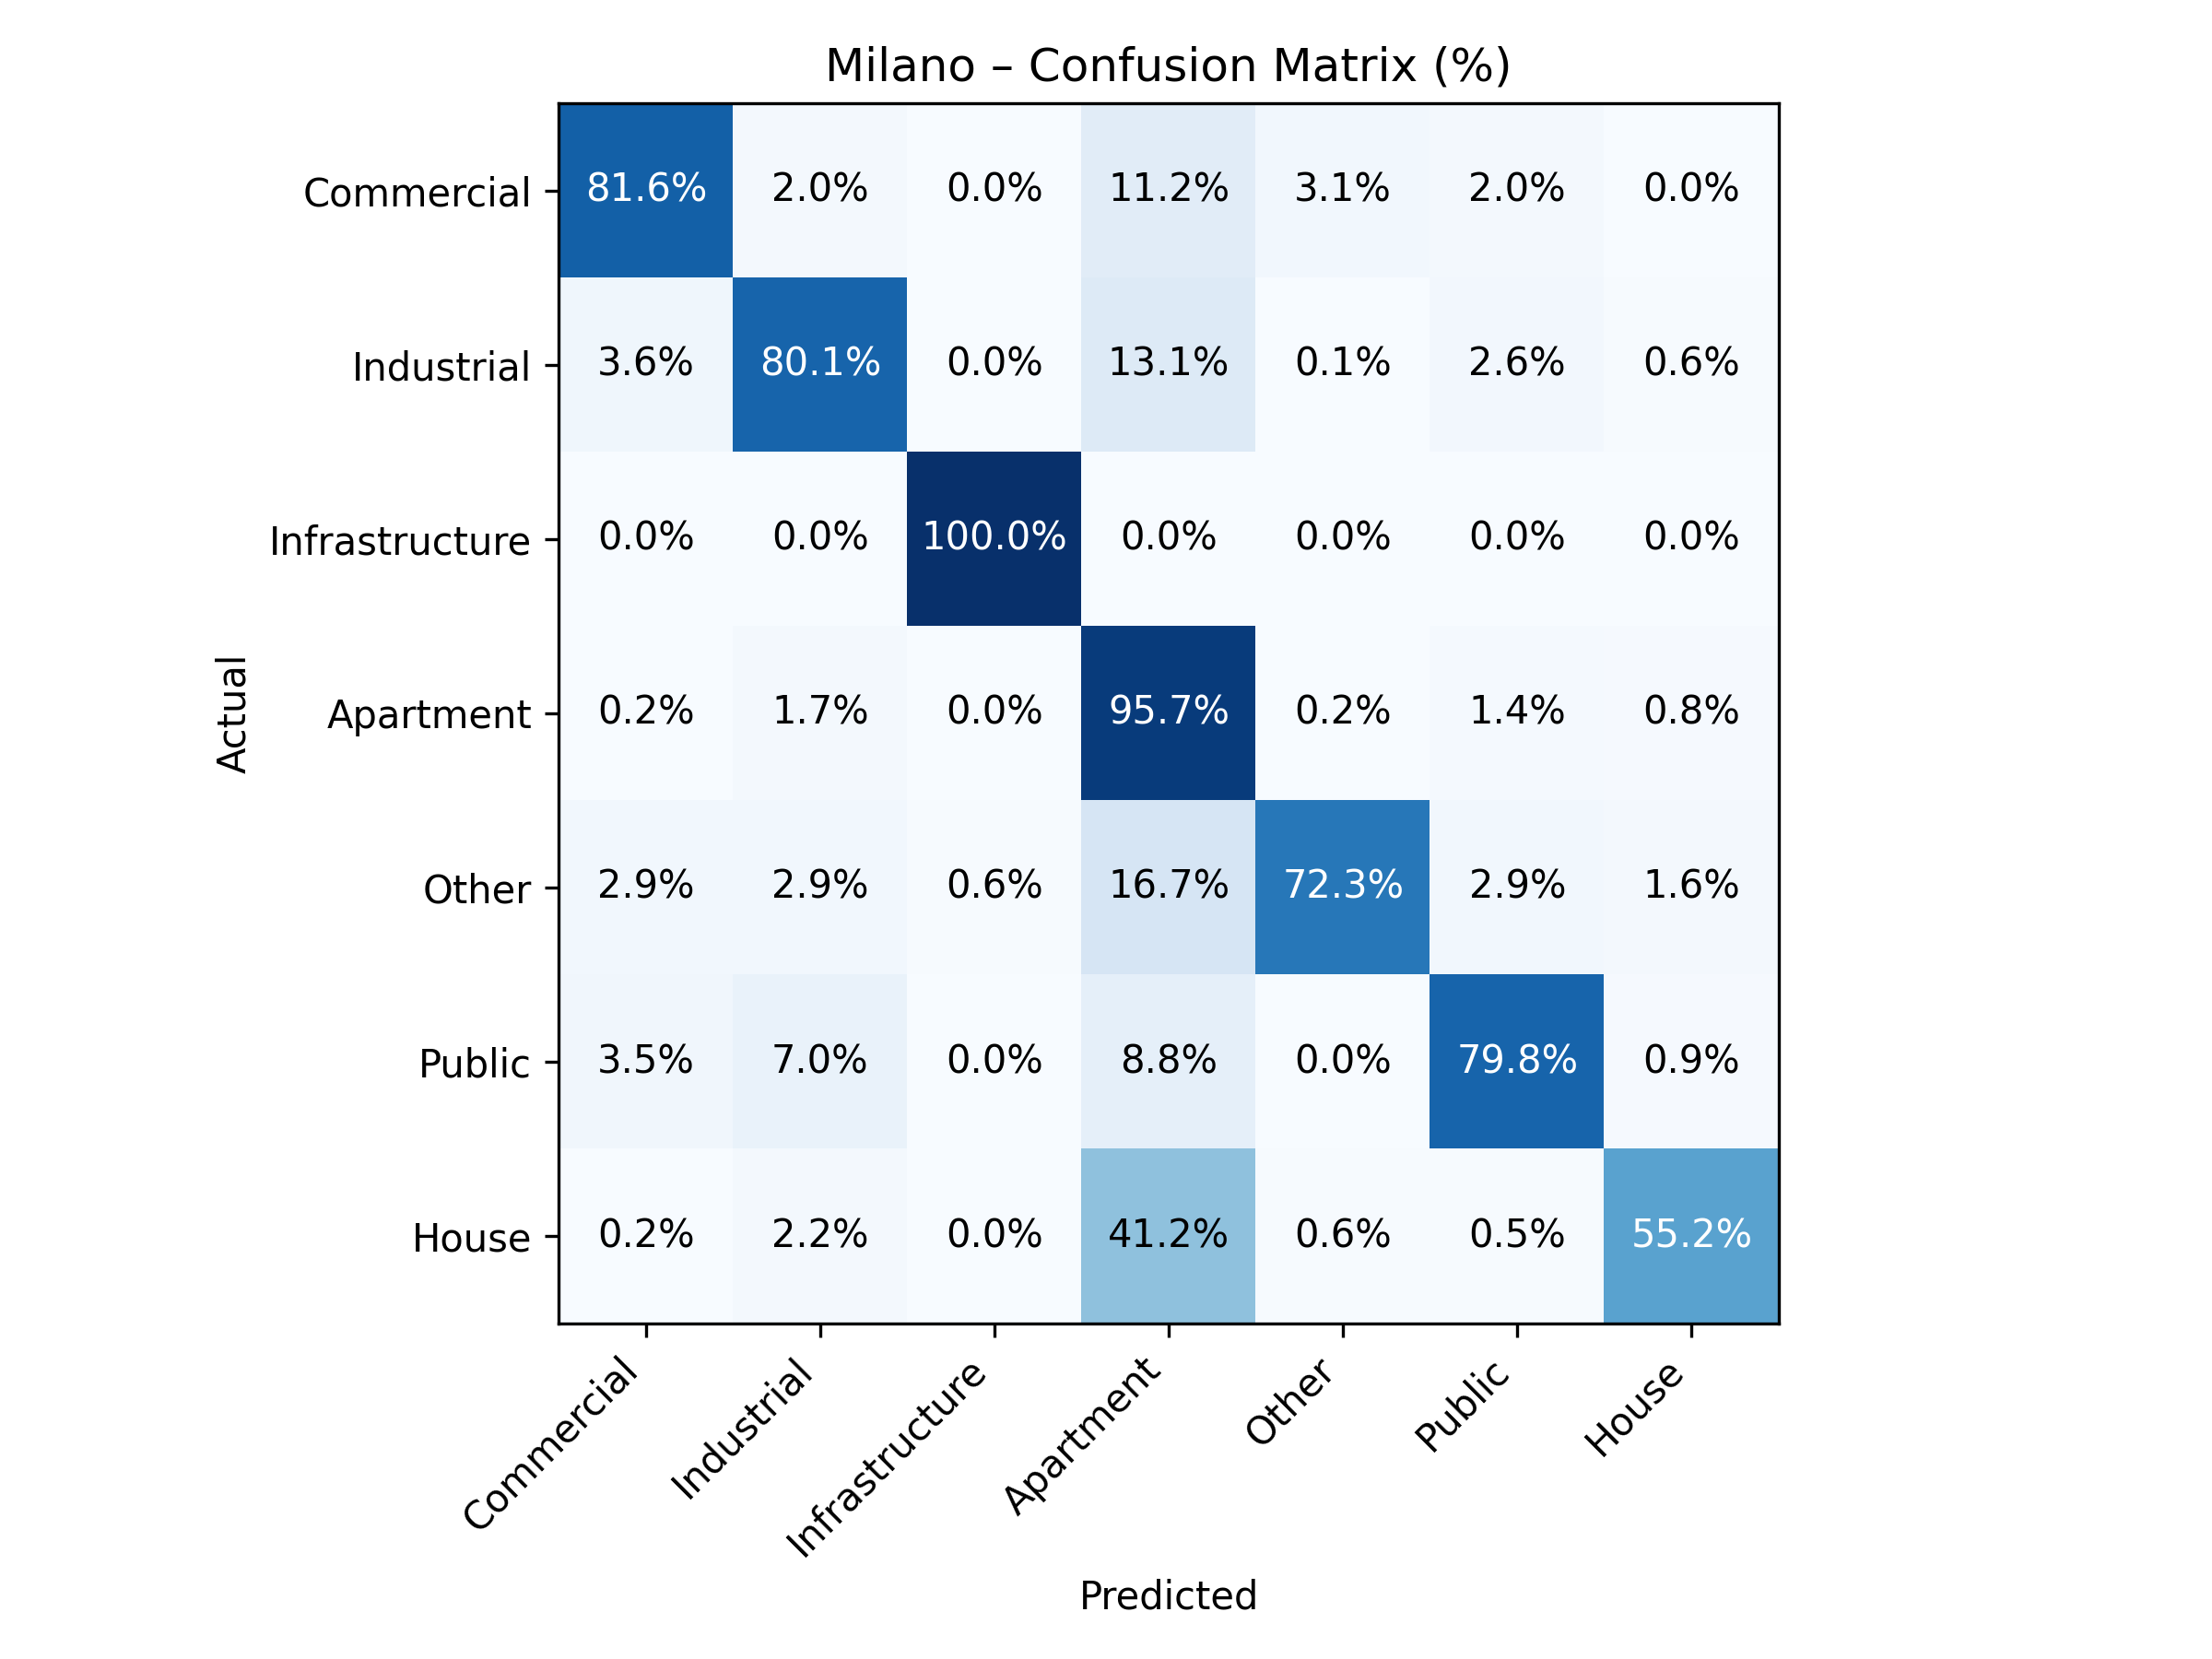 Milano – Confusion Matrix (%)
Commercial 81.6% 2.0% 0.0% 11.2% 3.1% 2.0% 0.0%
Industrial 3.6% 80.1% 0.0% 13.1% 0.1% 2.6% 0.6%
Infrastructure 0.0% 0.0% 100.0% 0.0% 0.0% 0.0% 0.0%
Apartment 0.2% 1.7% 0.0% 95.7% 0.2% 1.4% 0.8%
Other 2.9% 2.9% 0.6% 16.7% 72.3% 2.9% 1.6%
Public 3.5% 7.0% 0.0% 8.8% 0.0% 79.8% 0.9%
House 0.2% 2.2% 0.0% 41.2% 0.6% 0.5% 55.2%
Actual
Commercial Industrial Infrastructure Apartment Other Public House
Predicted